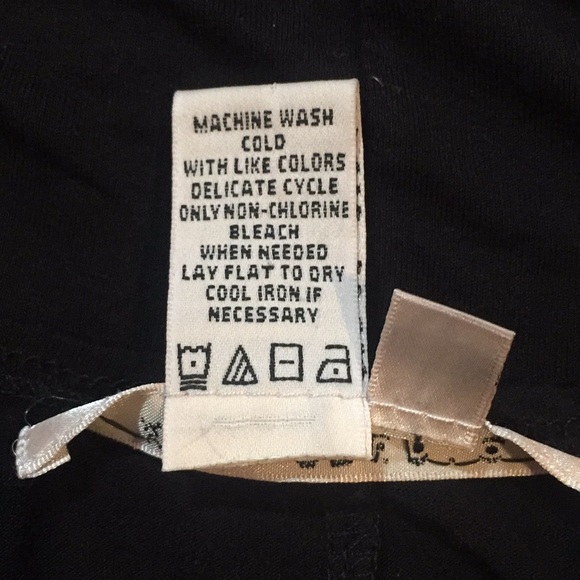 MACHINE WASH
COLD
WITH LIKE COLORS
DELICATE CYCLE
ONLY NON-CHLORINE
BLEACH
WHEN NEEDED
LAY FLAT TO DRY
COOL IRON IF
NECESSARY